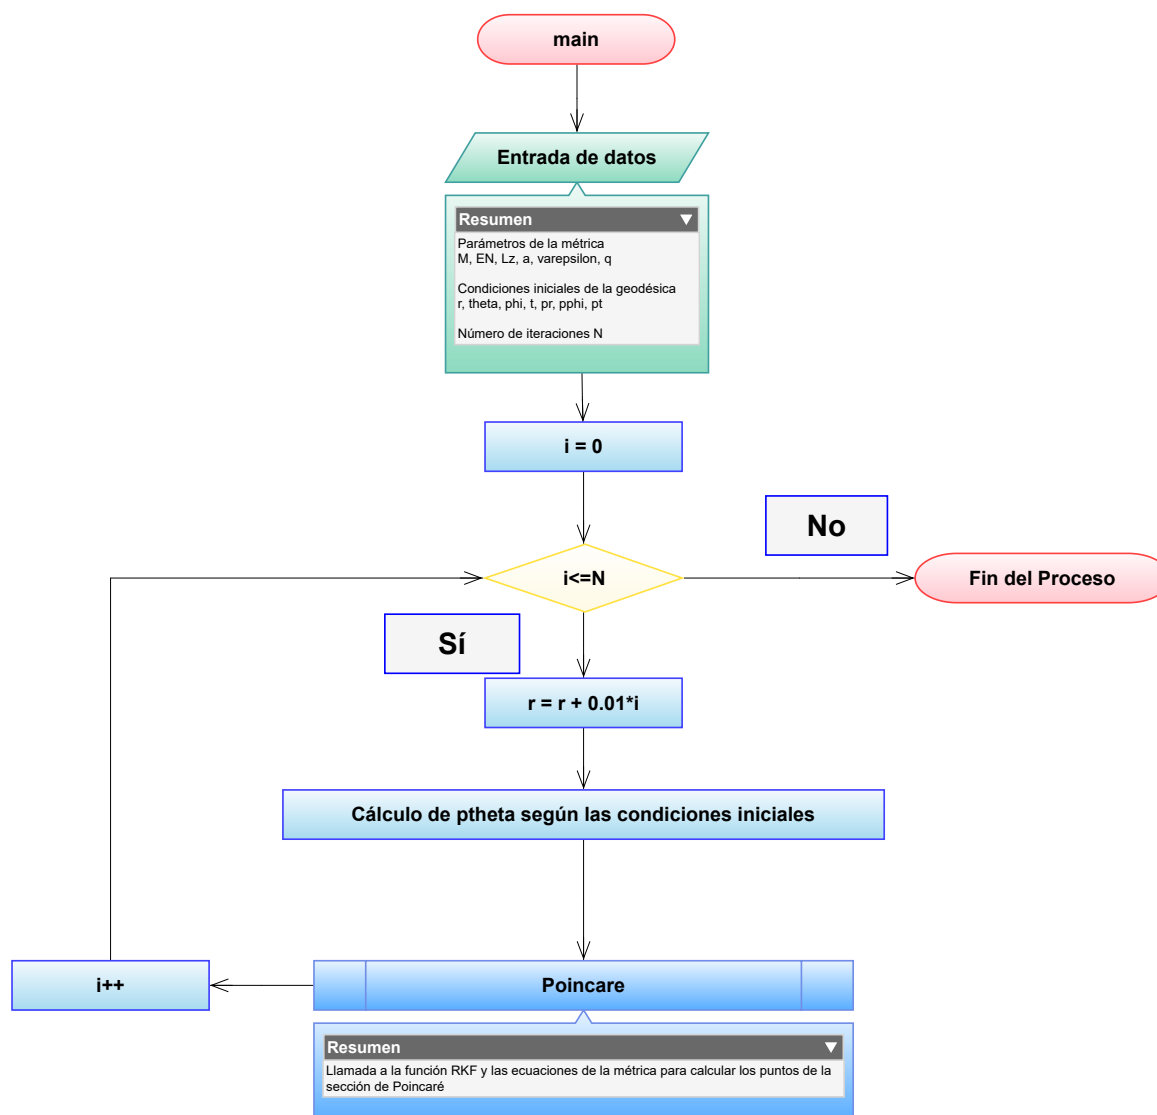 main
Entrada de datos
Resumen
Parámetros de la métrica
M, EN, Lz, a, varepsilon, q
Condiciones iniciales de la geodésica
r, theta, phi, t, pr, pphi, pt
Número de iteraciones N
i = 0
No
i<=N
Fin del Proceso
Sí
r = r + 0.01*i
Cálculo de ptheta según las condiciones iniciales
i++
Poincare
Resumen
Llamada a la función RKF y las ecuaciones de la métrica para calcular los puntos de la
sección de Poincaré